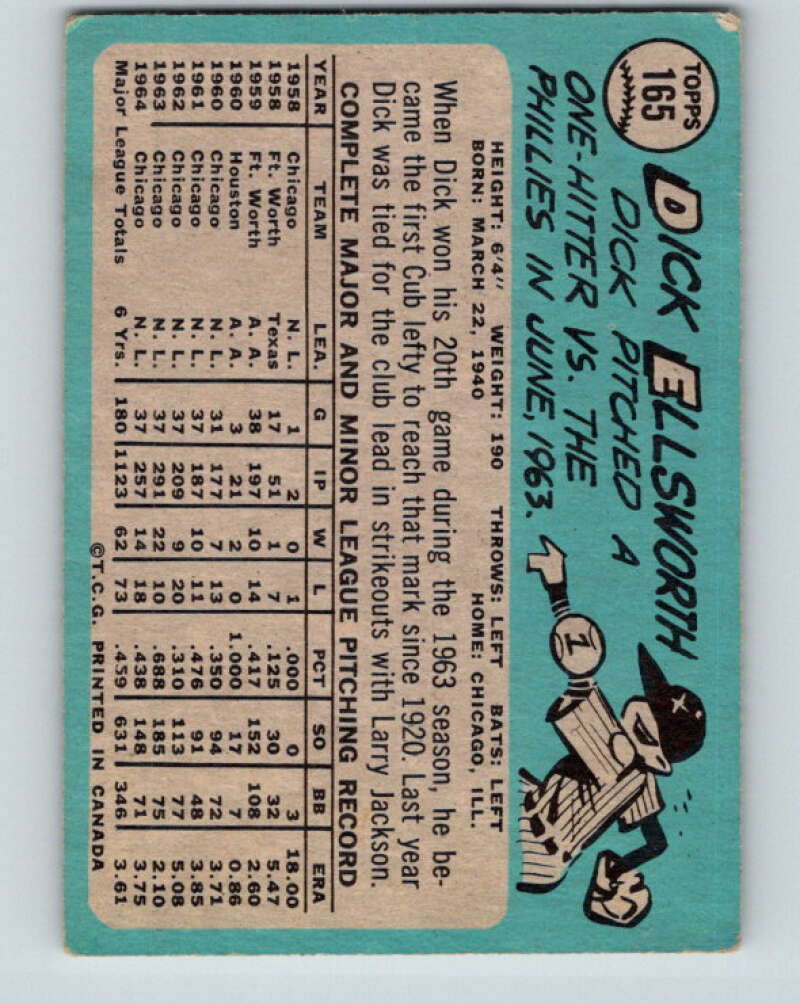 TOPPS
165
DICK ELLSWORTH
DICK PITCHED A
ONE-HITTER VS. THE
PHILLIES IN JUNE, 1963.
1
HEIGHT: 6'4" WEIGHT: 190 THROWS: LEFT BATS: LEFT
BORN: MARCH 22, 1940 HOME: CHICAGO, ILL.
When Dick won his 20th game during the 1963 season, he be-
came the first Cub lefty to reach that mark since 1920. Last year
Dick was tied for the club lead in strikeouts with Larry Jackson.
COMPLETE MAJOR AND MINOR LEAGUE PITCHING RECORD
YEAR TEAM LEA. G IP W L PCT SO BB ERA
1958 Chicago N. L. 1 2 0 1 .000 0 3 18.00
1958 Ft. Worth Texas 17 51 1 7 .125 30 32 5.47
1959 Ft. Worth A. A. 38 197 10 14 .417 152 108 2.60
1960 Houston A. A. 3 21 2 0 1.000 17 7 0.86
1960 Chicago N. L. 31 177 7 13 .350 94 72 3.71
1961 Chicago N. L. 37 187 10 11 .476 91 48 3.85
1962 Chicago N. L. 37 209 9 20 .310 113 77 5.08
1963 Chicago N. L. 37 291 22 10 .688 185 75 2.10
1964 Chicago N. L. 37 257 14 18 .438 148 71 3.75
Major League Totals 6 Yrs. 180 1123 62 73 .459 631 346 3.61
©T.C.G. PRINTED IN CANADA